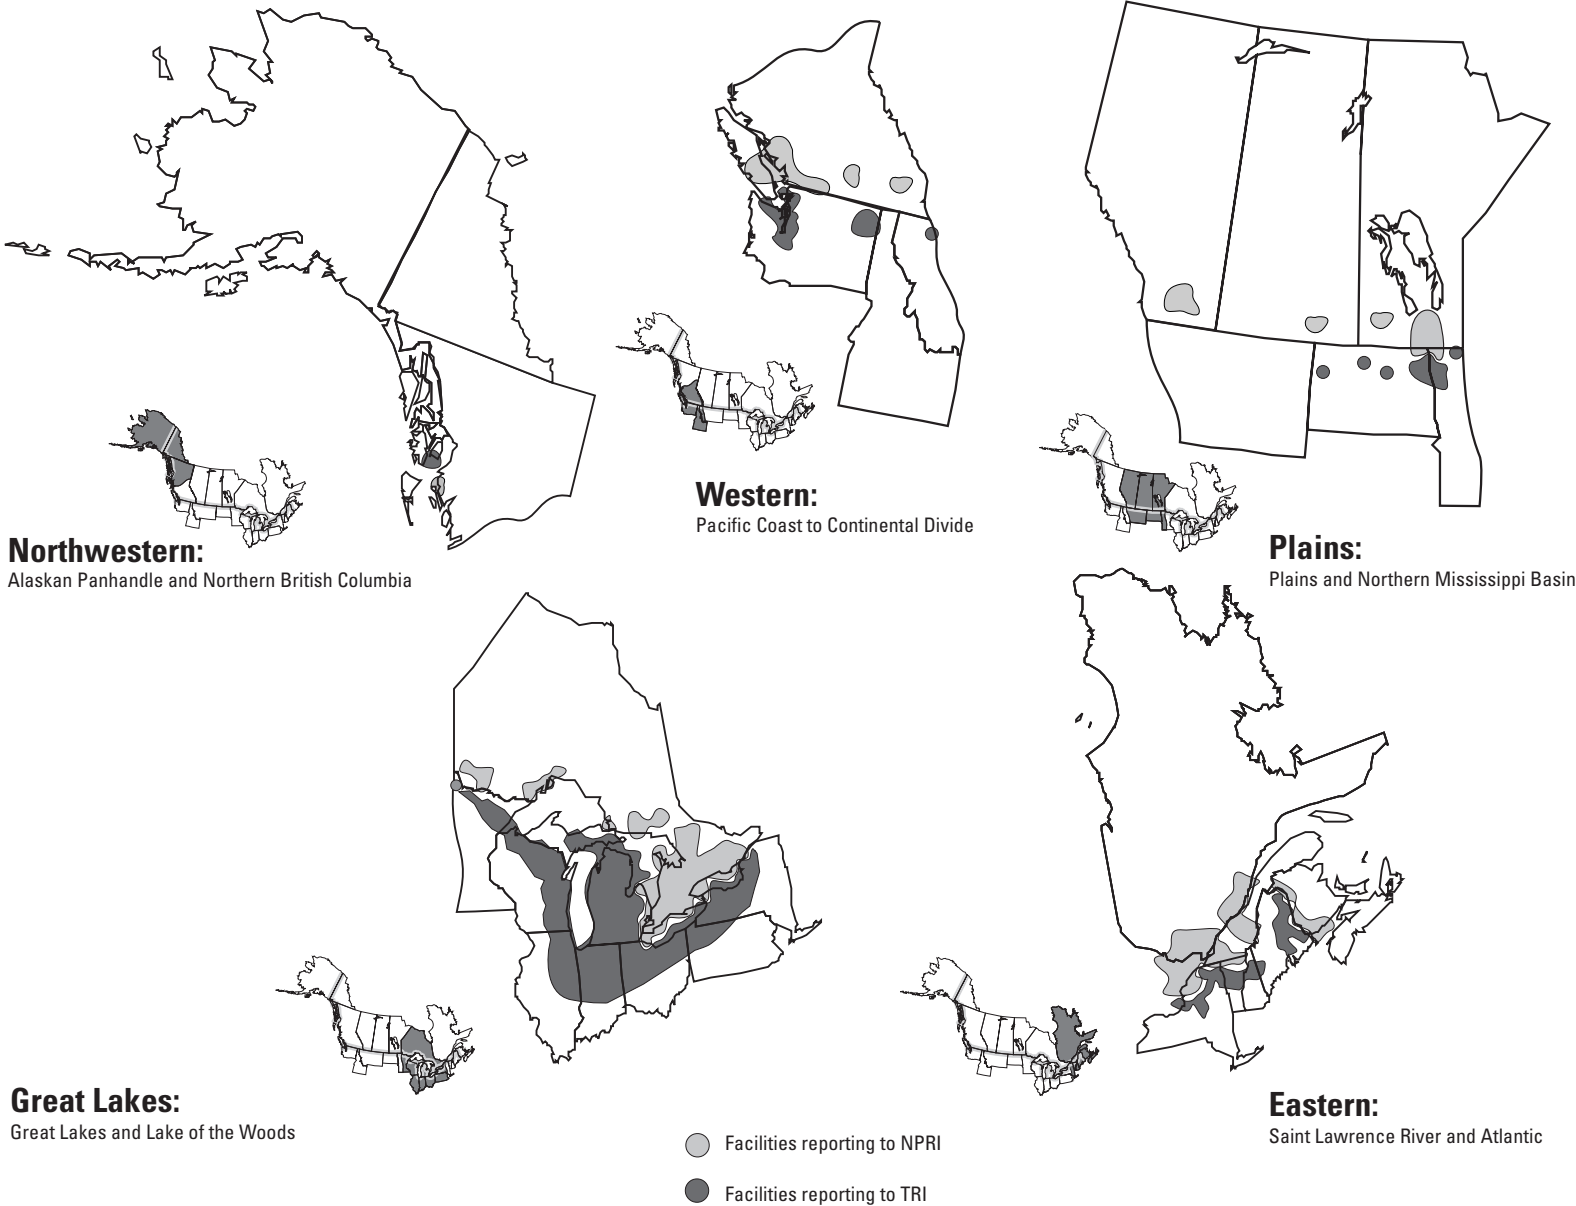 Western:
Pacific Coast to Continental Divide
Northwestern:
Alaskan Panhandle and Northern British Columbia
Plains:
Plains and Northern Mississippi Basin
Great Lakes:
Great Lakes and Lake of the Woods
Eastern:
Saint Lawrence River and Atlantic
Facilities reporting to NPRI
Facilities reporting to TRI